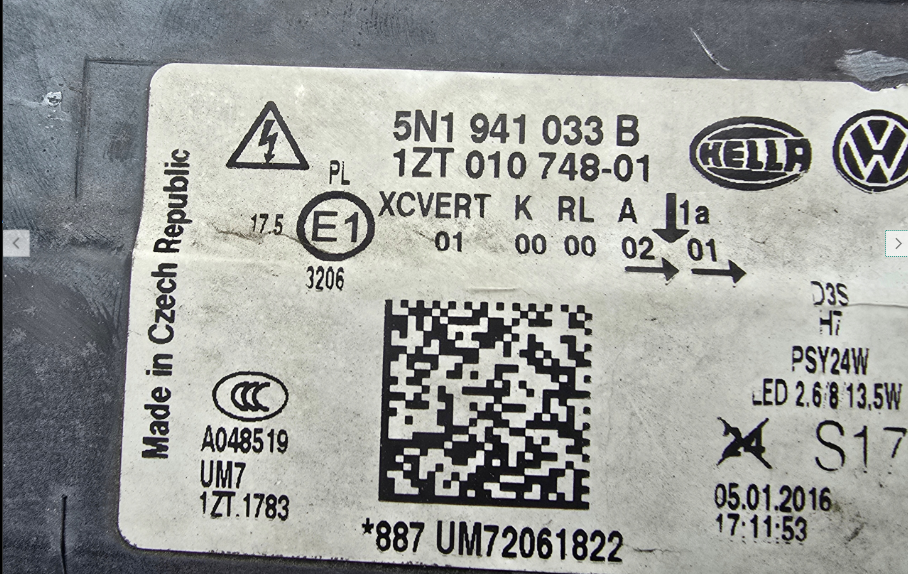 5N1 941 033 B
1ZT 010 748-01
HELLA
VW
PL
XCVERT K RL A 1a
17.5 E1
01 00 00 02 01
3206
Made in Czech Republic
D3S
H7
PSY24W
LED 2.6/8/13,5W
CCC
A048519
UM7
1ZT.1783
24 S17
05.01.2016
17:11:53
*887 UM72061822